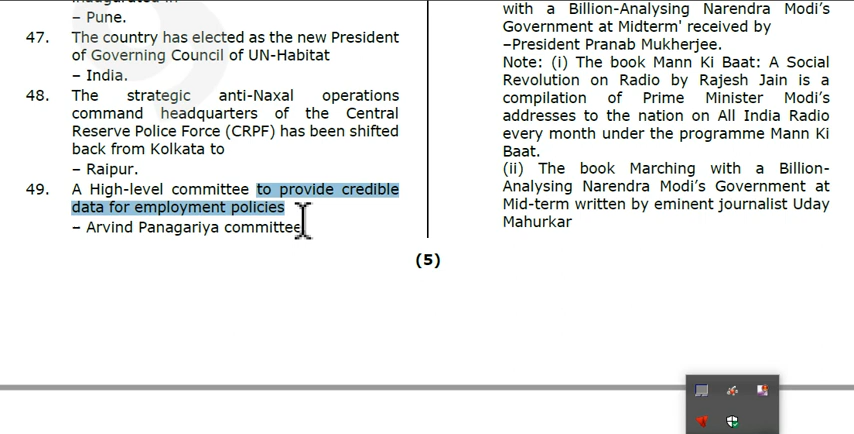 – Pune.
47. The country has elected as the new President
of Governing Council of UN-Habitat
– India.
48. The strategic anti-Naxal operations
command headquarters of the Central
Reserve Police Force (CRPF) has been shifted
back from Kolkata to
– Raipur.
49. A High-level committee to provide credible
data for employment policies
– Arvind Panagariya committee
with a Billion-Analysing Narendra Modi’s
Government at Midterm' received by
–President Pranab Mukherjee.
Note: (i) The book Mann Ki Baat: A Social
Revolution on Radio by Rajesh Jain is a
compilation of Prime Minister Modi’s
addresses to the nation on All India Radio
every month under the programme Mann Ki
Baat.
(ii) The book Marching with a Billion-
Analysing Narendra Modi’s Government at
Mid-term written by eminent journalist Uday
Mahurkar
(5)